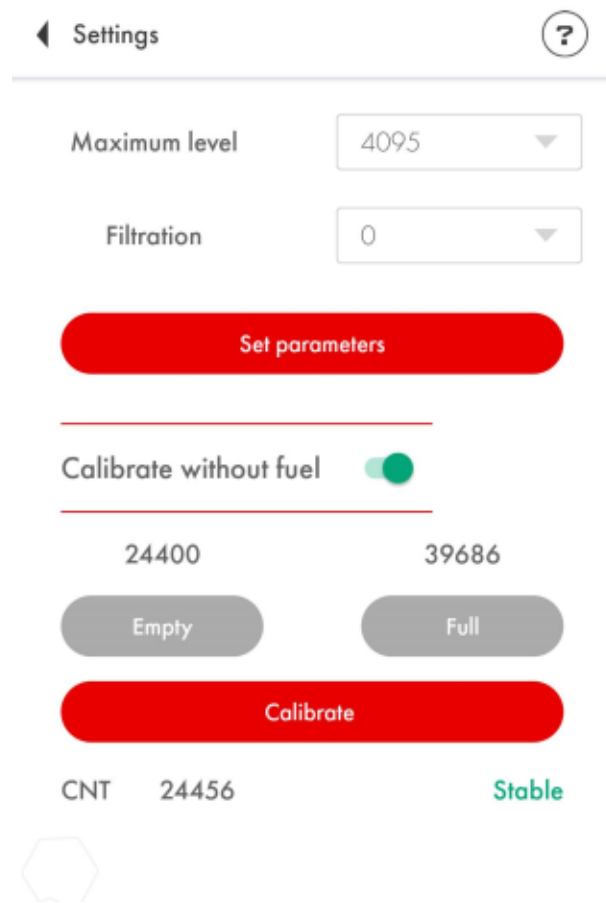 Settings ?
Maximum level 4095
Filtration 0
Set parameters
Calibrate without fuel
24400 39686
Empty Full
Calibrate
CNT 24456 Stable